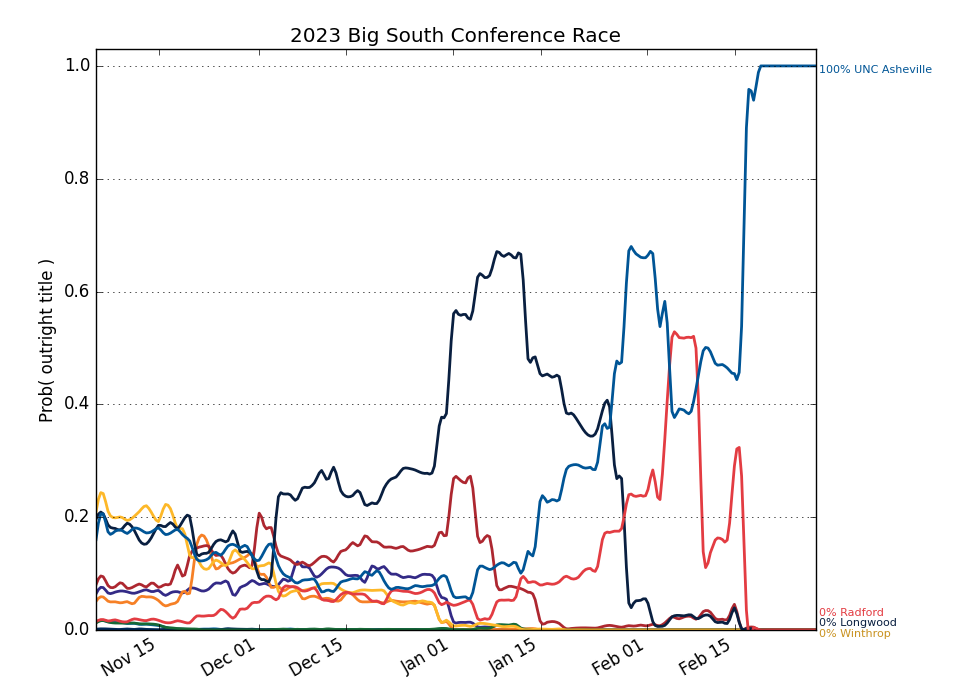 2023 Big South Conference Race
Prob( outright title )
1.0
0.8
0.6
0.4
0.2
0.0
Nov 15
Dec 01
Dec 15
Jan 01
Jan 15
Feb 01
Feb 15
100% UNC Asheville
0% Radford
0% Longwood
0% Winthrop